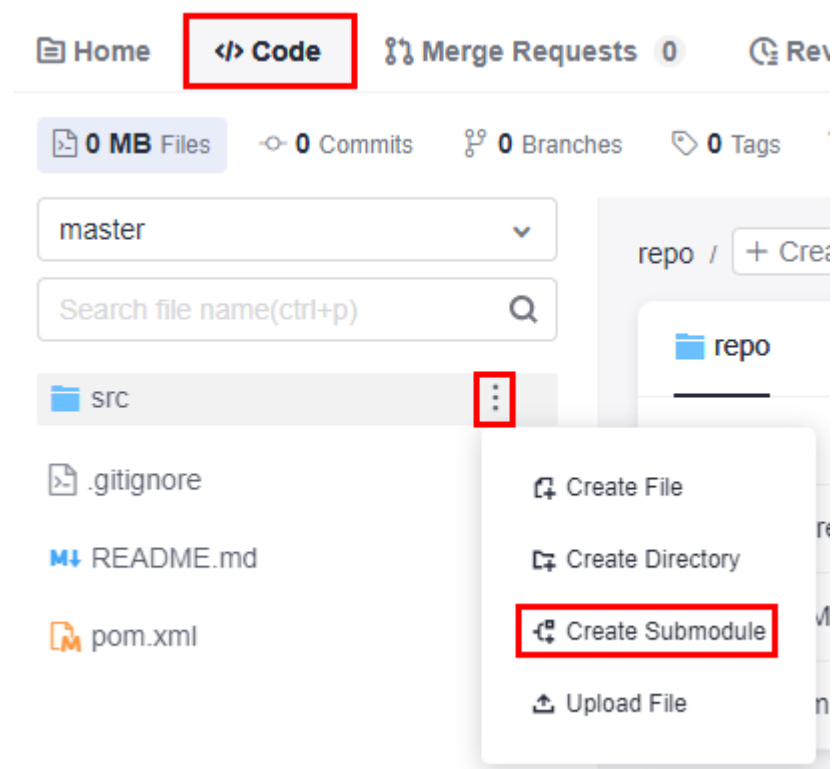 Home </> Code Merge Requests 0
0 MB Files 0 Commits 0 Branches 0 Tags
master
repo / +
Search file name(ctrl+p)
repo
src
.gitignore
Create File
README.md
Create Directory
pom.xml
Create Submodule
Upload File